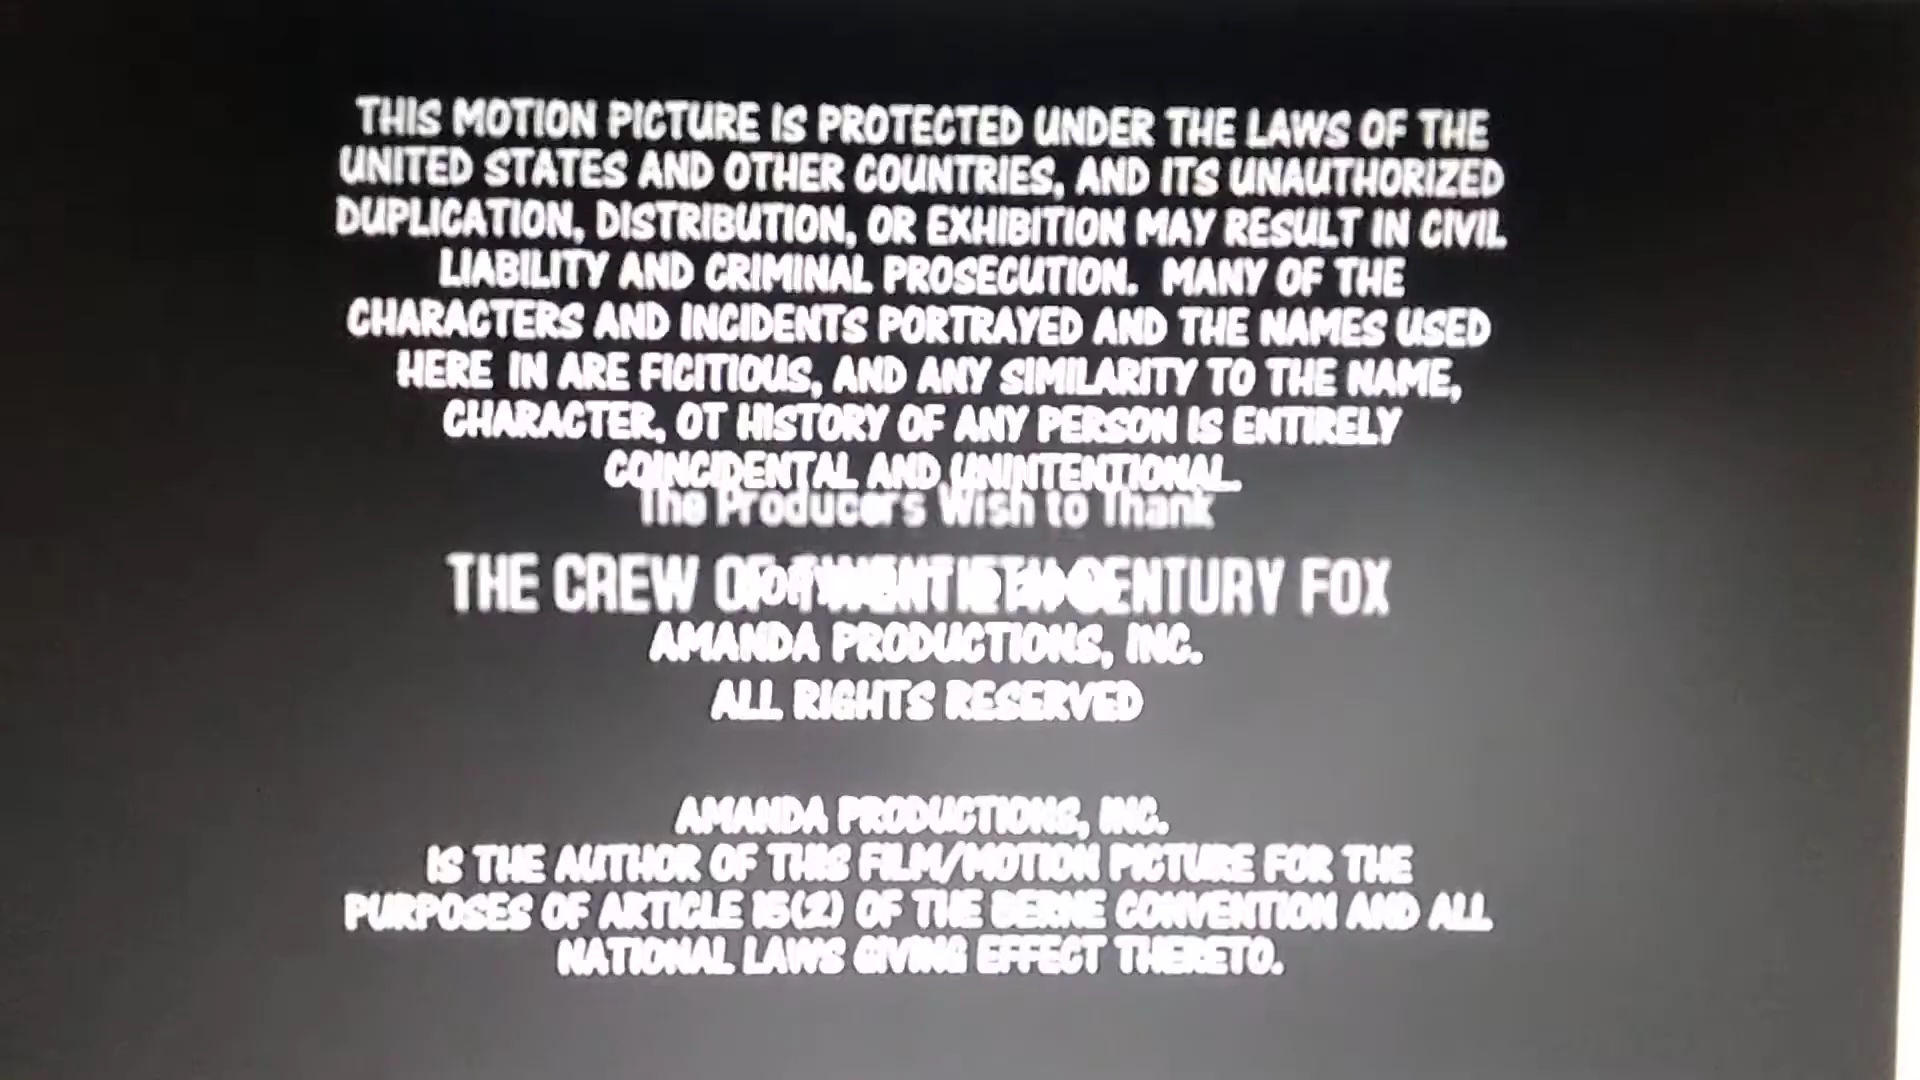 THIS MOTION PICTURE IS PROTECTED UNDER THE LAWS OF THE
UNITED STATES AND OTHER COUNTRIES, AND ITS UNAUTHORIZED
DUPLICATION, DISTRIBUTION, OR EXHIBITION MAY RESULT IN CIVIL
LIABILITY AND CRIMINAL PROSECUTION. MANY OF THE
CHARACTERS AND INCIDENTS PORTRAYED AND THE NAMES USED
HERE IN ARE FICITIOUS, AND ANY SIMILARITY TO THE NAME,
CHARACTER, OT HISTORY OF ANY PERSON IS ENTIRELY
COINCIDENTAL AND UNINTENTIONAL.
The Producers Wish to Thank
THE CREW OF TWENTIETH CENTURY FOX
AMANDA PRODUCTIONS, INC.
ALL RIGHTS RESERVED
AMANDA PRODUCTIONS, INC.
IS THE AUTHOR OF THIS FILM/MOTION PICTURE FOR THE
PURPOSES OF ARTICLE 15(2) OF THE BERNE CONVENTION AND ALL
NATIONAL LAWS GIVING EFFECT THERETO.